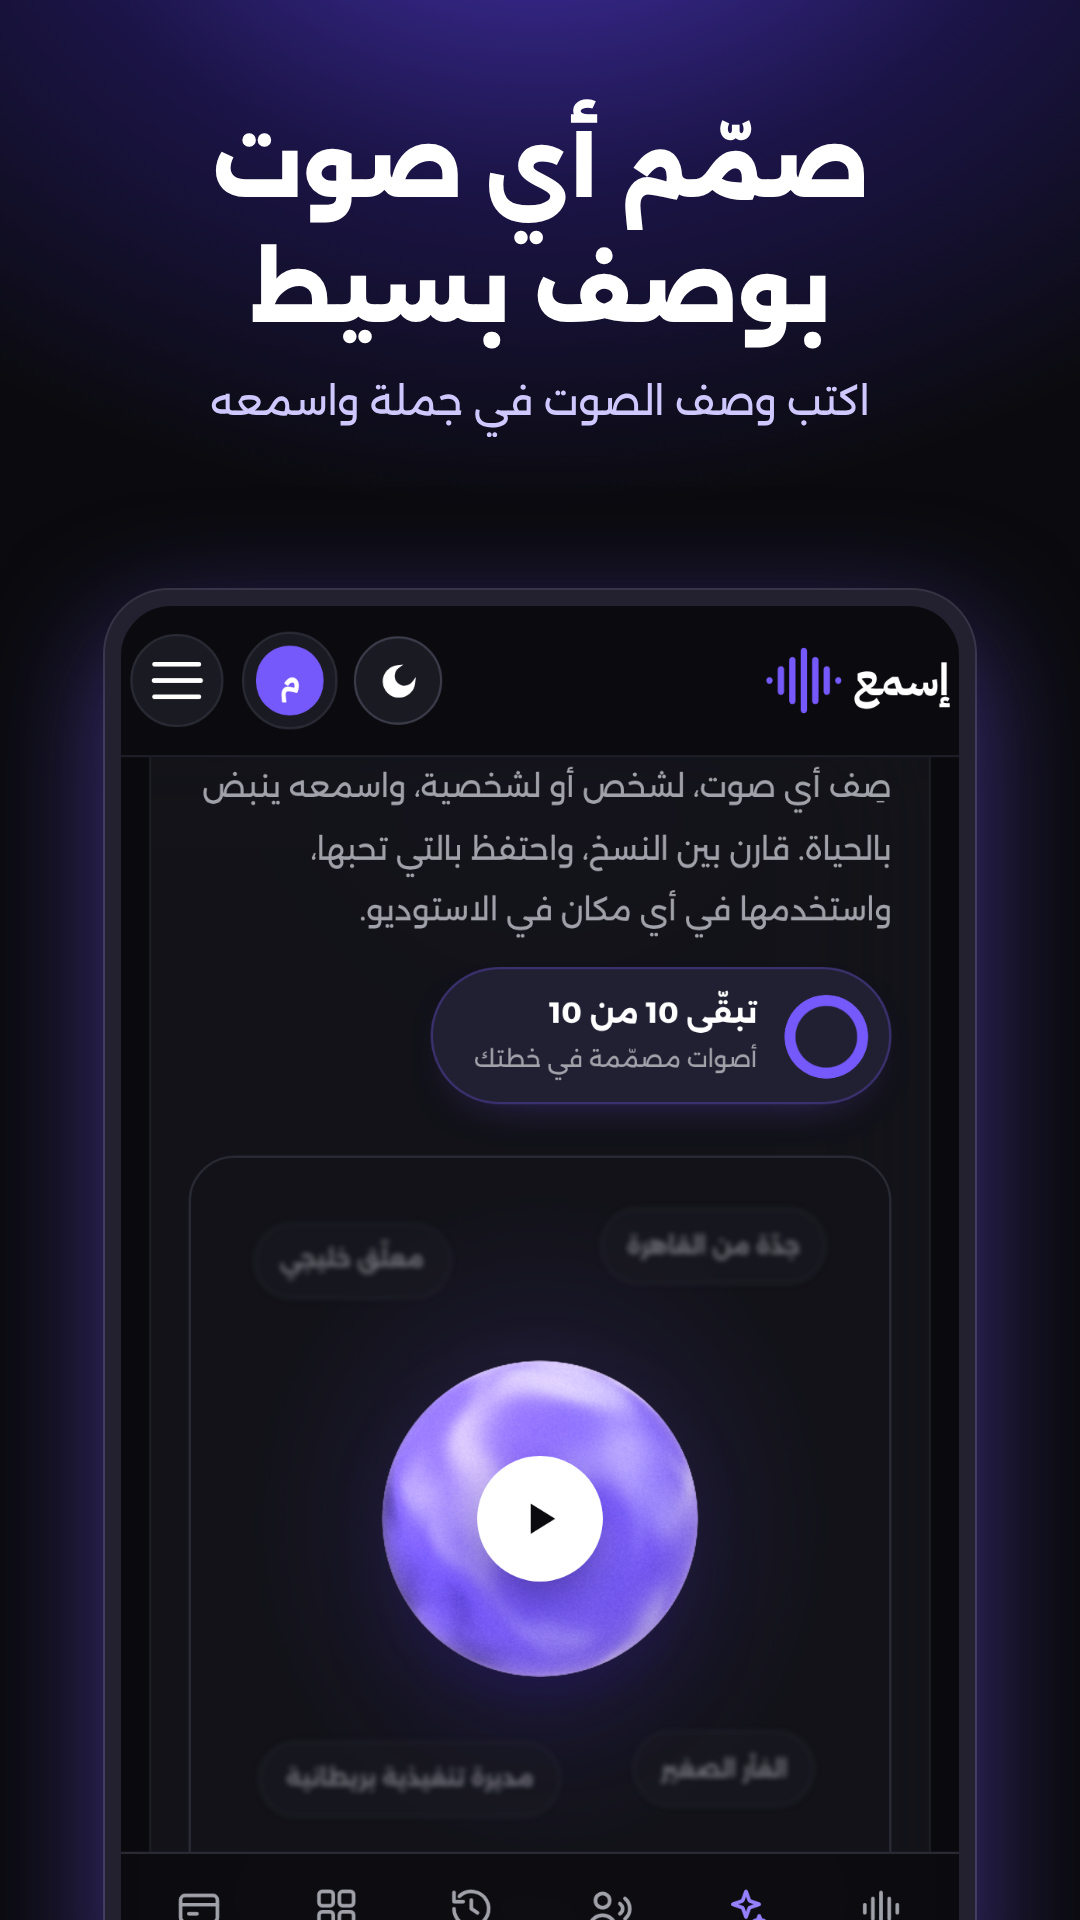 صمّم أي صوت
بوصف بسيط
اكتب وصف الصوت في جملة واسمعه
إسمع
م
صِف أي صوت، لشخص أو لشخصية، واسمعه ينبض
بالحياة. قارن بين النسخ، واحتفظ بالتي تحبها،
واستخدمها في أي مكان في الاستوديو.
تبقّى 10 من 10
أصوات مصمّمة في خطتك
جدّة من القاهرة
معلّق خليجي
الفأر الصغير
مديرة تنفيذية بريطانية